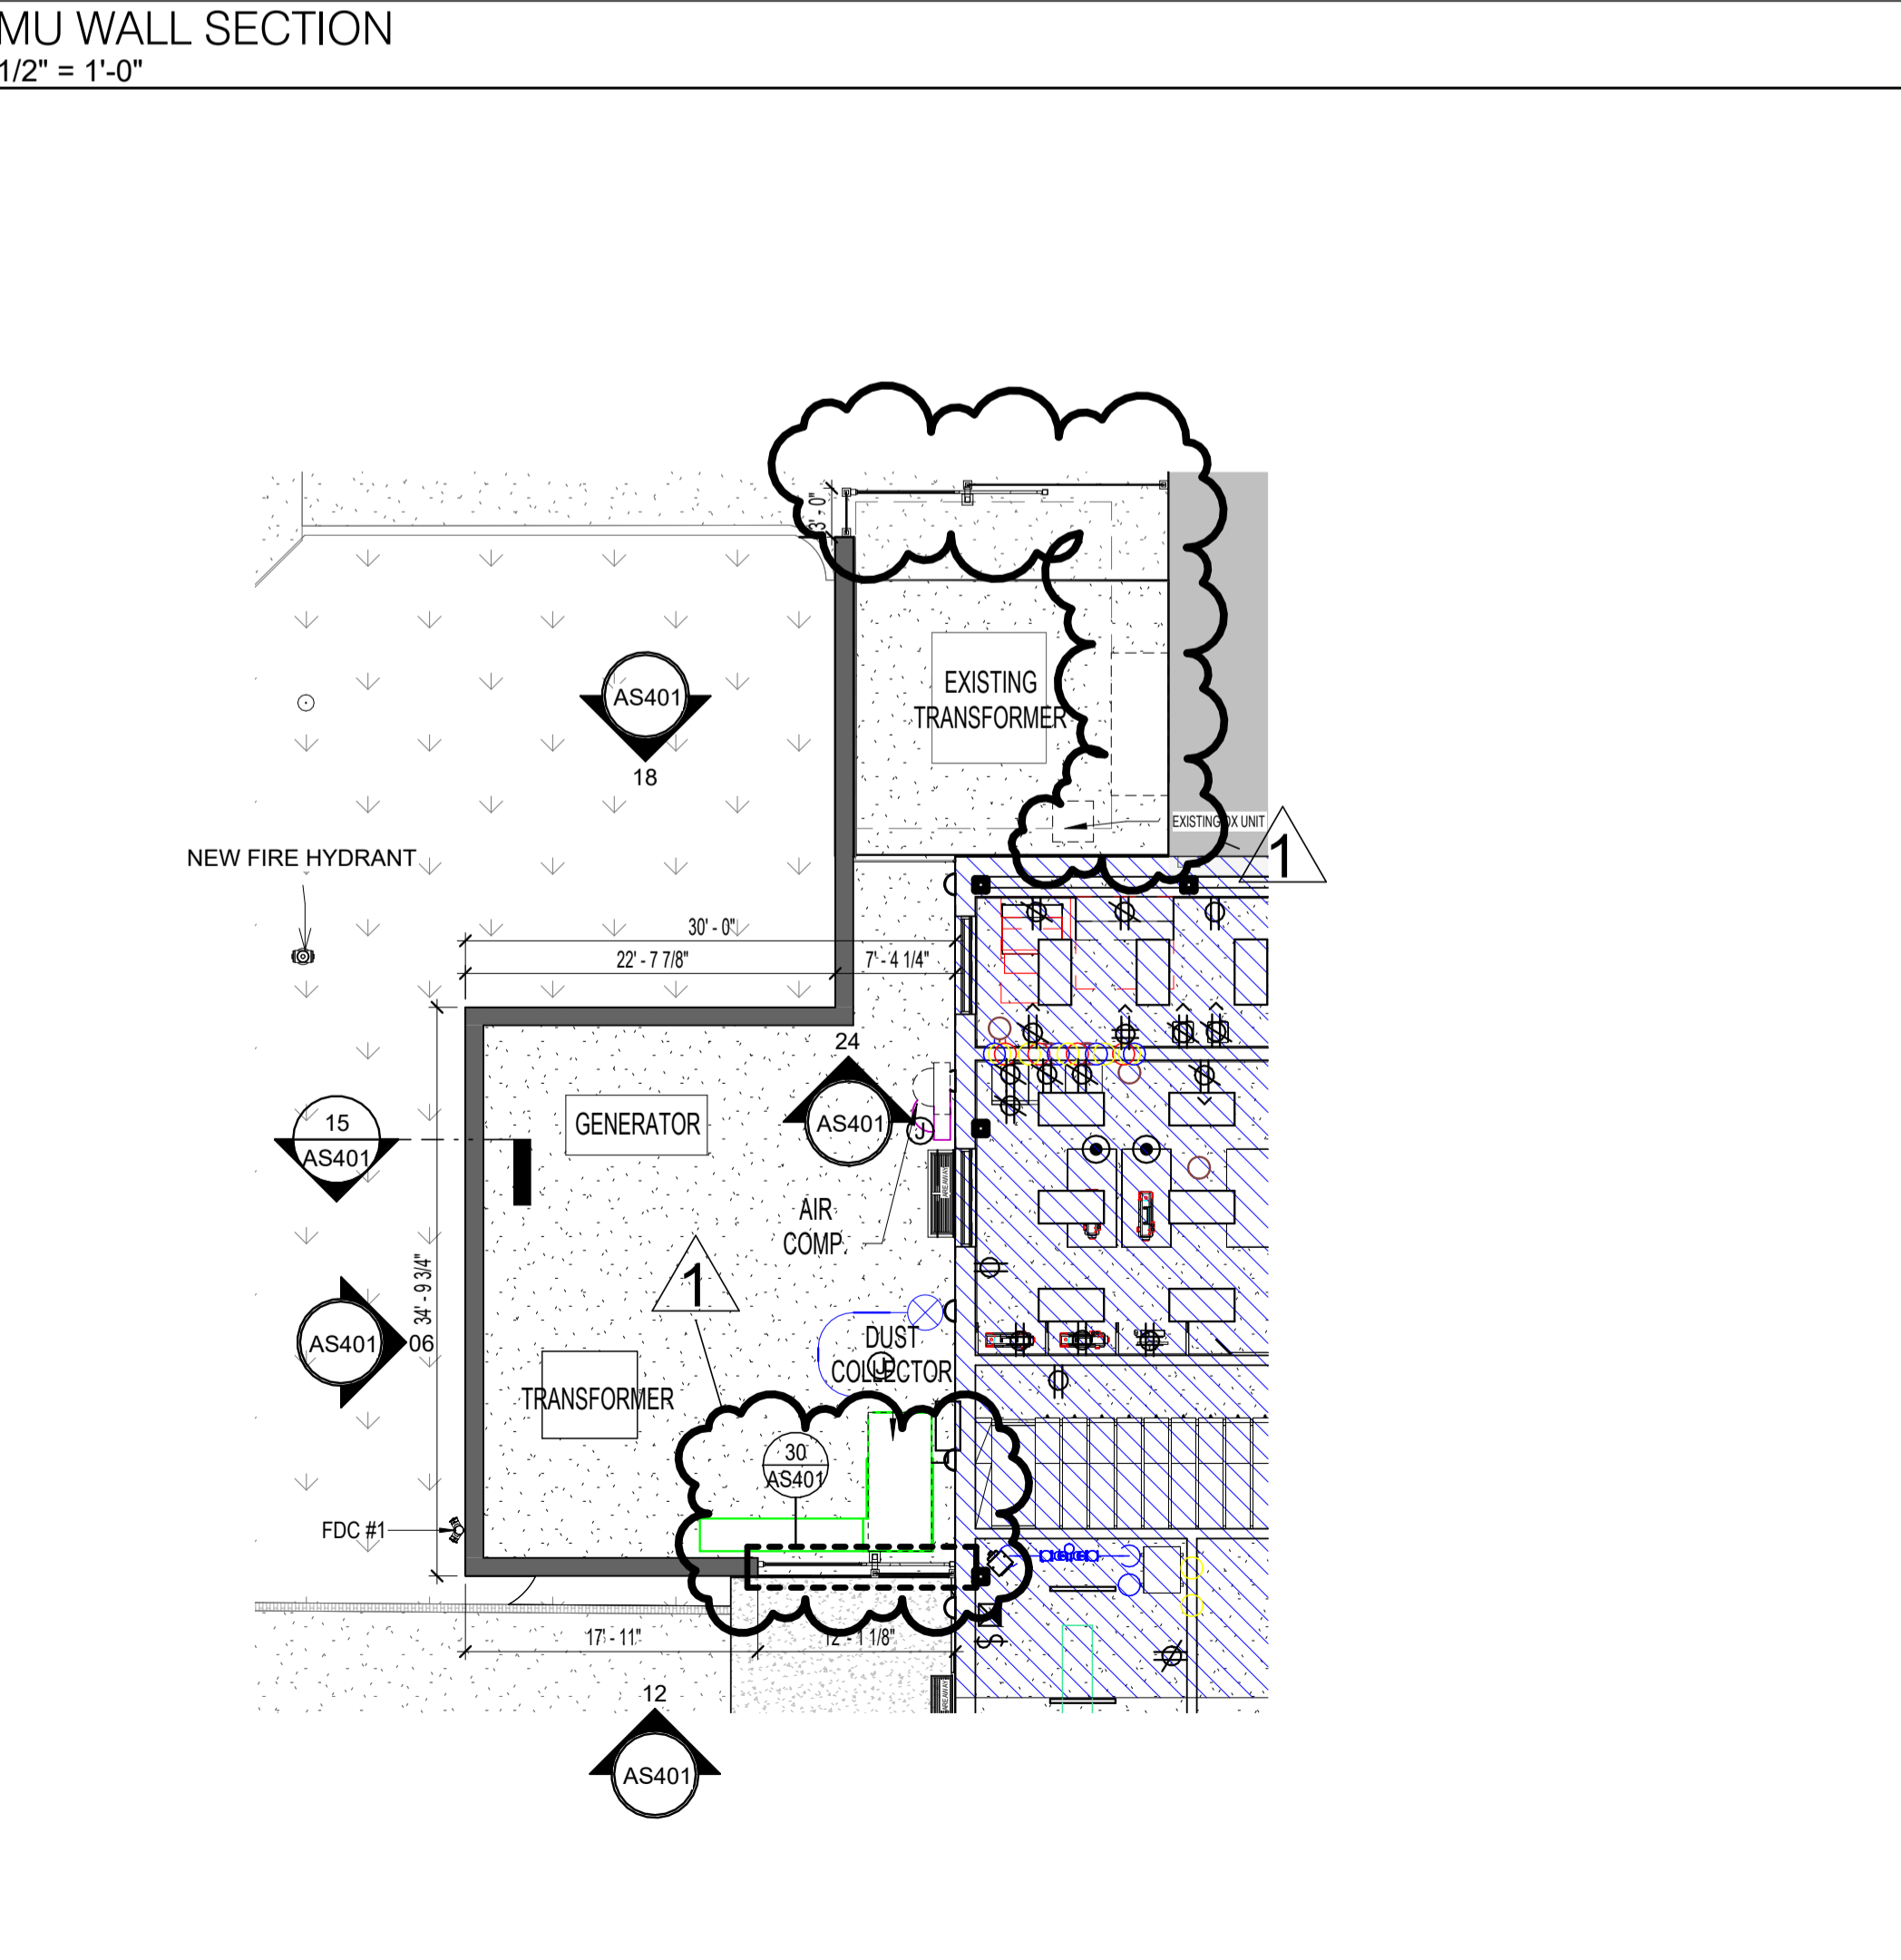 MU WALL SECTION
1/2" = 1'-0"
3' - 0"
EXISTING
TRANSFORMER
AS401
18
EXISTING DX UNIT
1
NEW FIRE HYDRANT
30' - 0"
22' - 7 7/8"
7' - 4 1/4"
24
AS401
J
GENERATOR
15
AS401
AREAWAY
AIR
COMP.
1
34' - 9 3/4"
AS401
06
DUST
COLLECTOR
J
TRANSFORMER
30
AS401
FDC #1
17' - 11"
12' - 1 1/8"
$
AREAWAY
12
AS401